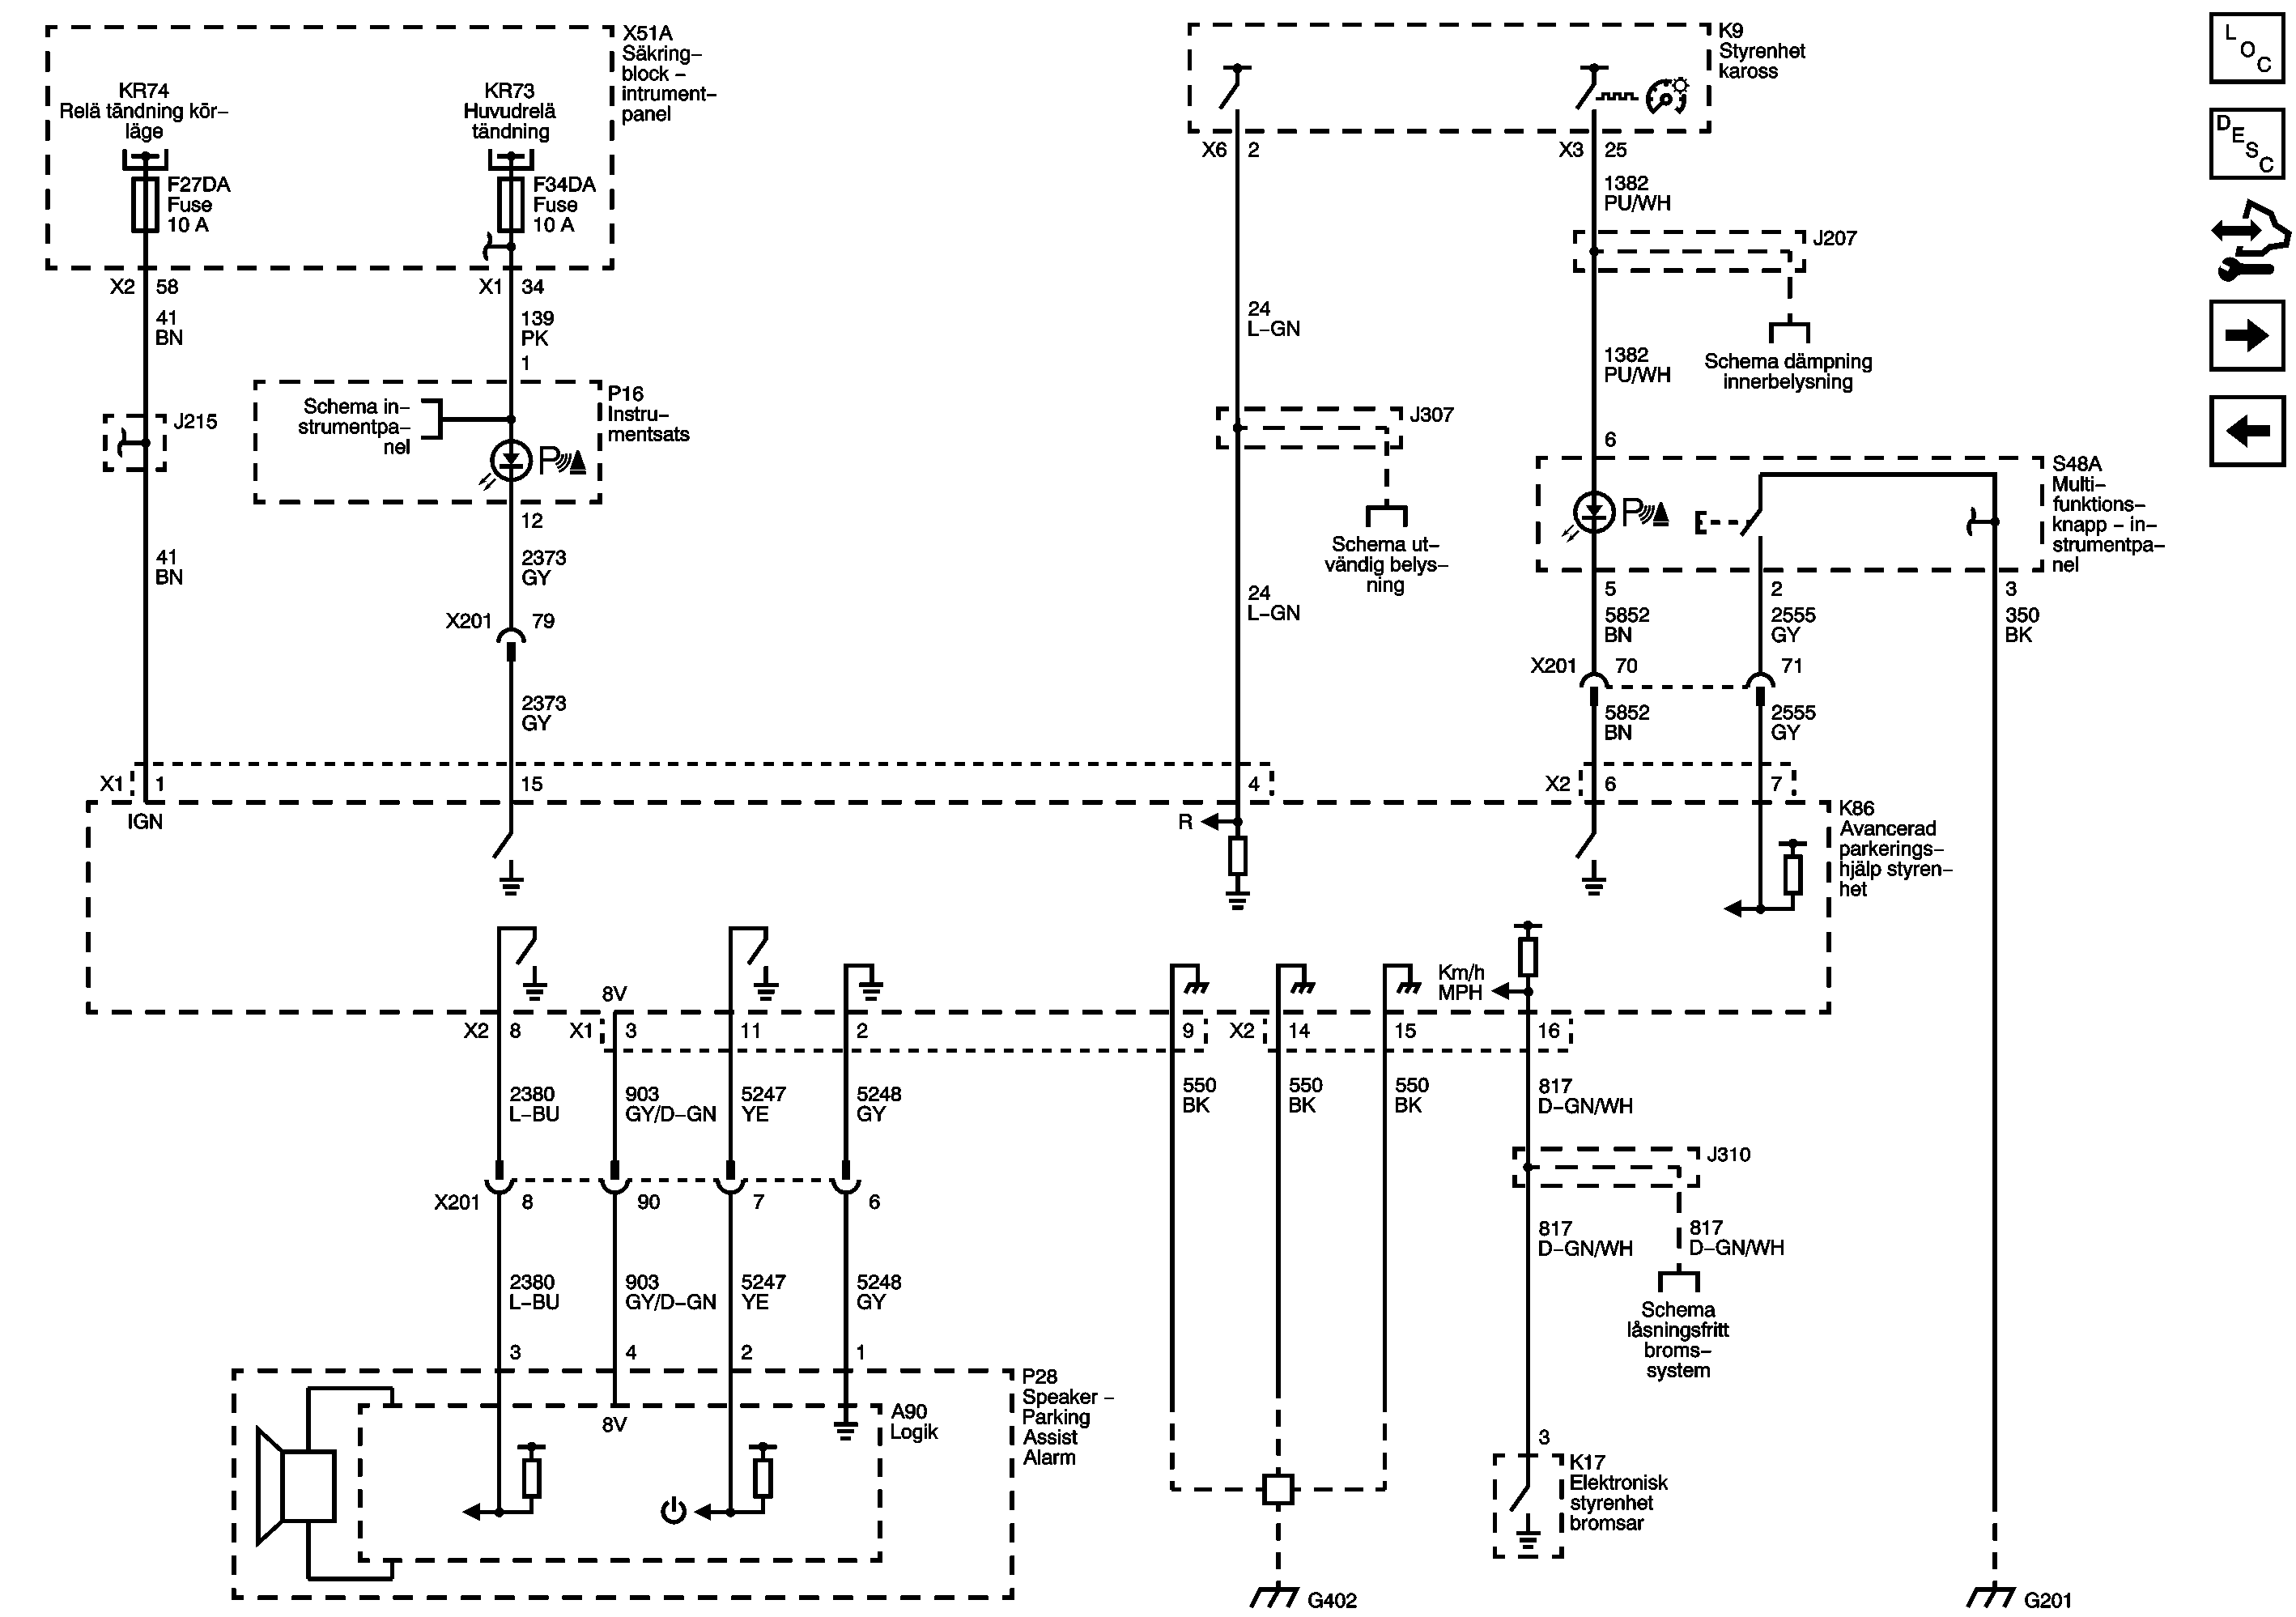 X51A
Säkring–
block –
intrument–
panel
KR74
Relä tändning kör–
läge
KR73
Huvudrelä
tändning
F27DA
Fuse
10 A
F34DA
Fuse
10 A
X2 58
X1 34
41
BN
139
PK
1
J215
P16
Instru–
mentsats
Schema in–
strumentpa–
nel
P
12
41
BN
2373
GY
X201 79
2373
GY
K9
Styrenhet
kaross
X6 2
X3 25
1382
PU/WH
J207
24
L–GN
Schema dämpning
innerbelysning
1382
PU/WH
J307
6
Schema ut–
vändig belys–
ning
24
L–GN
S48A
Multi–
funktions–
knapp – in–
strumentpa–
nel
P
5 2 3
5852
BN
2555
GY
350
BK
X201 70 71
5852
BN
2555
GY
L
O
C
D
E
S
C
X1 1 15 4
X2 6 7
IGN
R
K86
Avancerad
parkerings–
hjälp styren–
het
8V
Km/h
MPH
X2 8 X1 3 11 2 9 X2 14 15 16
2380
L–BU
903
GY/D–GN
5247
YE
5248
GY
550
BK
550
BK
550
BK
817
D–GN/WH
J310
X201 8 90 7 6
817
D–GN/WH
817
D–GN/WH
2380
L–BU
903
GY/D–GN
5247
YE
5248
GY
Schema
låsningsfritt
broms–
system
3 4 2 1
P28
Speaker –
Parking
Assist
Alarm
A90
Logik
8V
3
K17
Elektronisk
styrenhet
bromsar
G402
G201